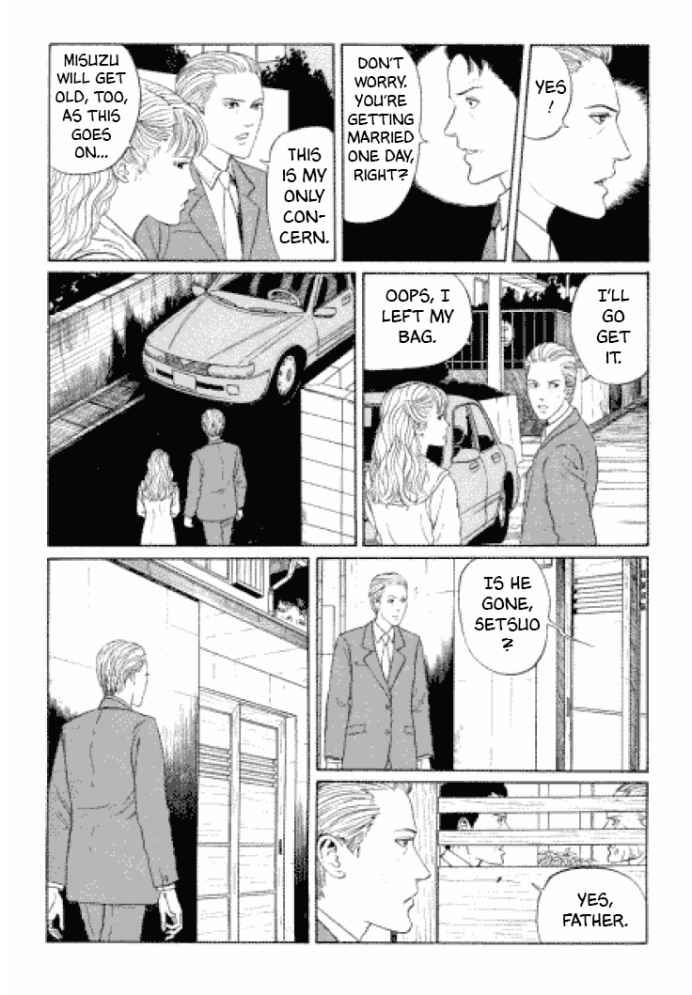 MISUZU
WILL GET
OLD, TOO,
AS THIS
GOES
ON...
THIS
IS MY
ONLY
CON-
CERN.
DON'T
WORRY.
YOU'RE
GETTING
MARRIED
ONE DAY,
RIGHT?
YES
!
OOPS, I
LEFT MY
BAG.
I'LL
GO
GET
IT.
IS HE
GONE,
SETSUO
?
YES,
FATHER.